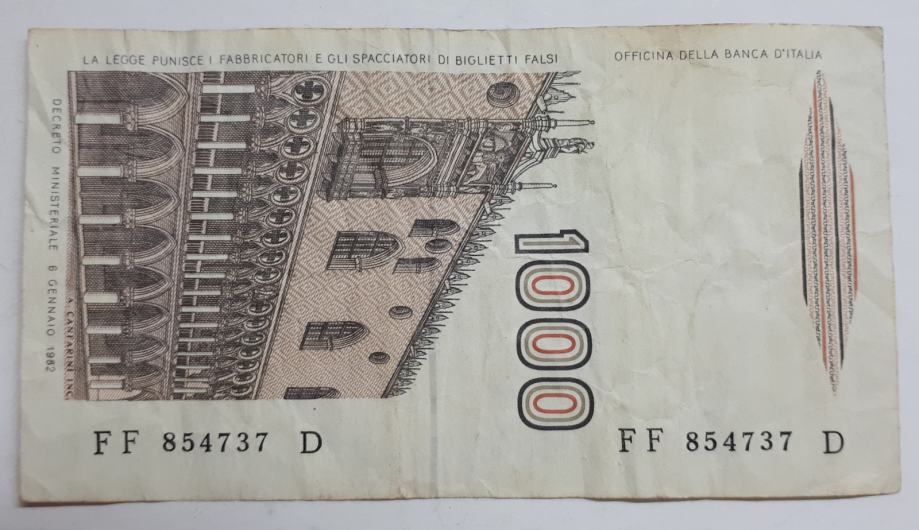 LA LEGGE PUNISCE I FABBRICATORI E GLI SPACCIATORI DI BIGLIETTI FALSI
OFFICINA DELLA BANCA D'ITALIA
DECRETO MINISTERIALE 6 GENNAIO 1982
A. CANFARINI INC.
1000
FF 854737 D
FF 854737 D